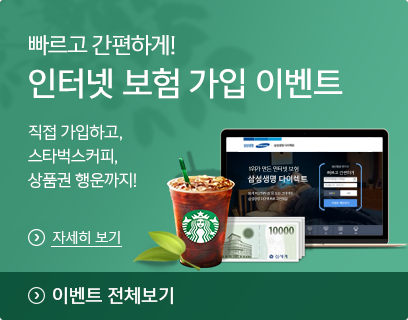 빠르고 간편하게!
인터넷 보험 가입 이벤트
직접 가입하고,
스타벅스커피,
상품권 행운까지!
자세히 보기
삼성생명 다이렉트
10000
신세계
이벤트 전체보기